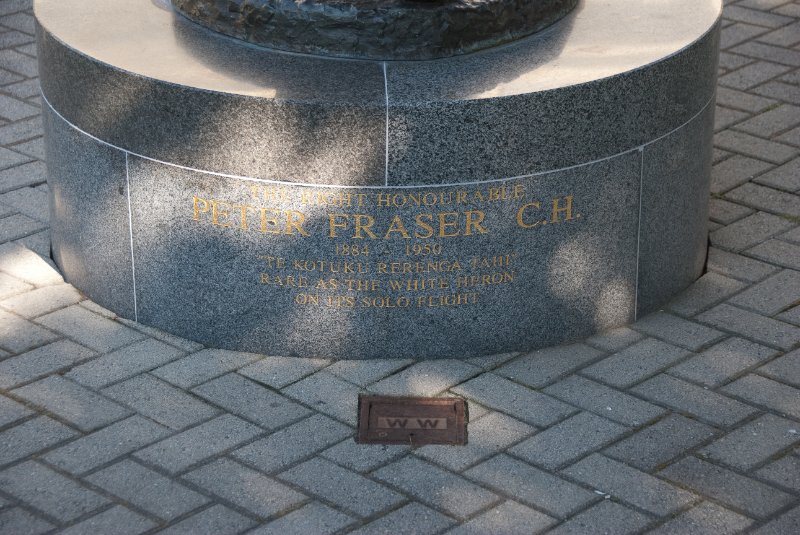 THE RIGHT HONOURABLE
PETER FRASER C.H.
1884 1950
"TE KOTUKU RERENGA TAHI"
RARE AS THE WHITE HERON
ON ITS SOLO FLIGHT
WW